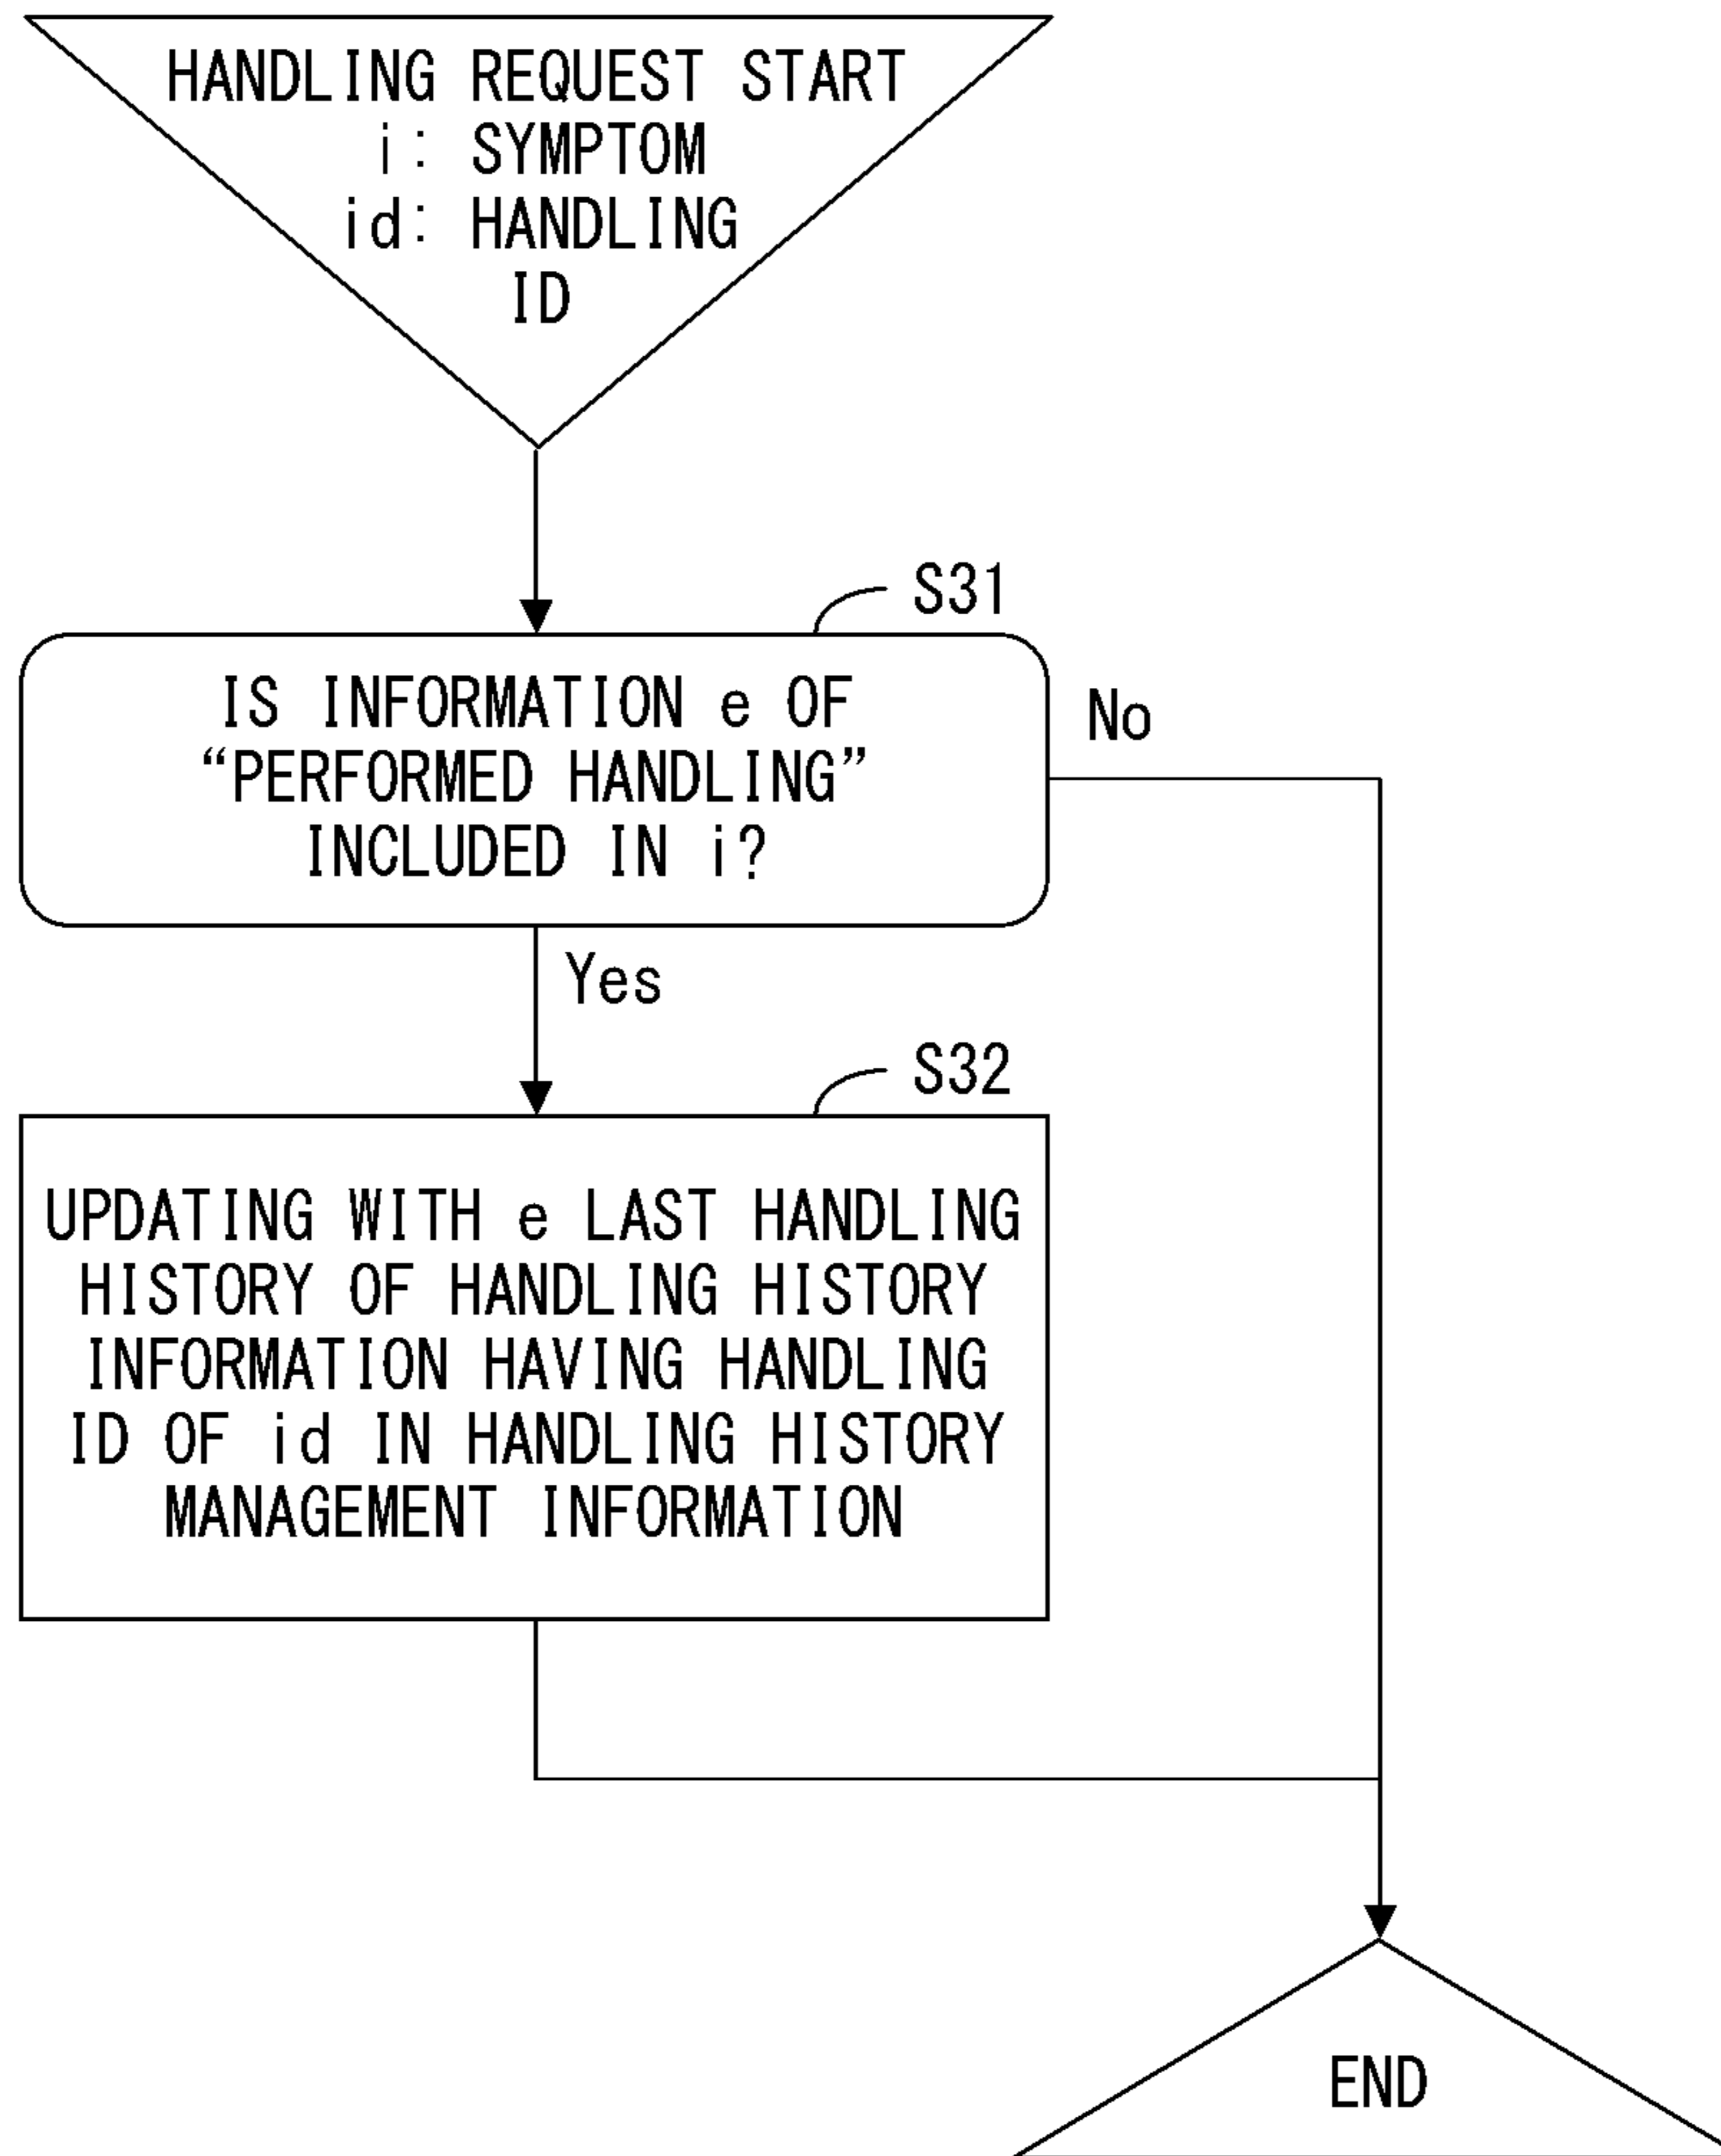 HANDLING REQUEST START
i: SYMPTOM
id: HANDLING
ID
S31
IS INFORMATION e OF
“PERFORMED HANDLING”
INCLUDED IN i?
No
Yes
S32
UPDATING WITH e LAST HANDLING
HISTORY OF HANDLING HISTORY
INFORMATION HAVING HANDLING
ID OF id IN HANDLING HISTORY
MANAGEMENT INFORMATION
END